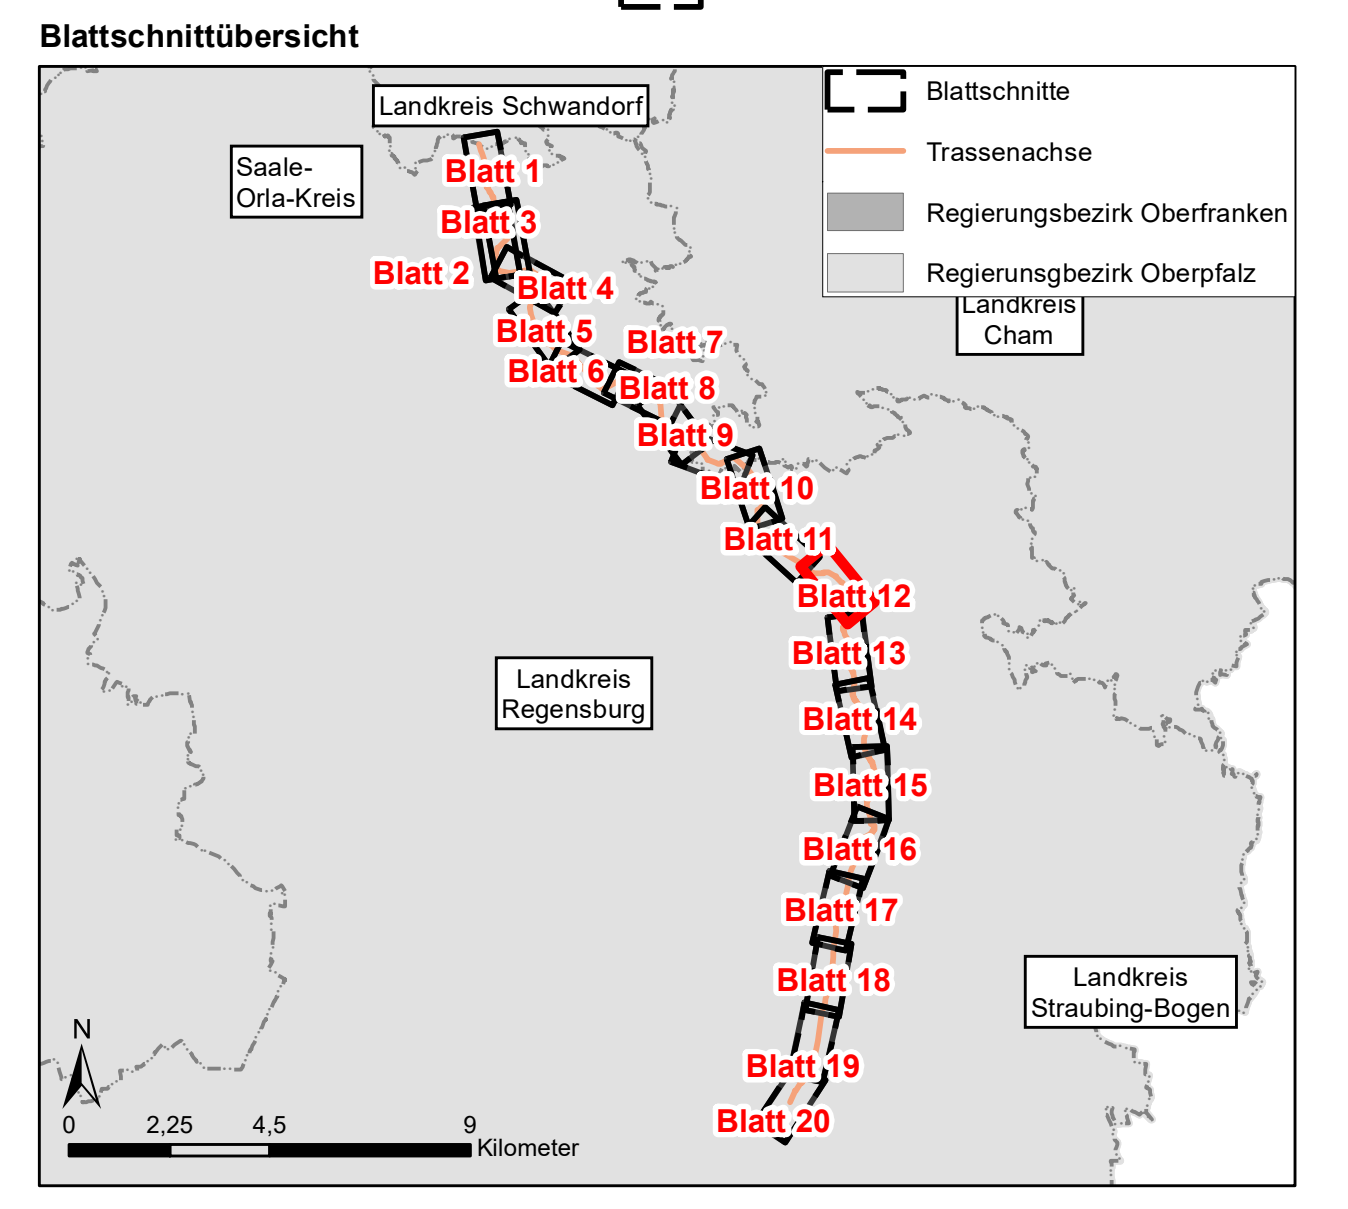 Blattschnittübersicht
Blattschnitte
Trassenachse
Regierungsbezirk Oberfranken
Regierunsgbezirk Oberpfalz
Landkreis Schwandorf
Saale-
Orla-Kreis
Landkreis
Cham
Blatt 1
Blatt 3
Blatt 2
Blatt 4
Blatt 5
Blatt 7
Blatt 6
Blatt 8
Blatt 9
Blatt 10
Blatt 11
Blatt 12
Blatt 13
Landkreis
Regensburg
Blatt 14
Blatt 15
Blatt 16
Blatt 17
Blatt 18
Landkreis
Straubing-Bogen
Blatt 19
Blatt 20
N
0 2,25 4,5 9
Kilometer